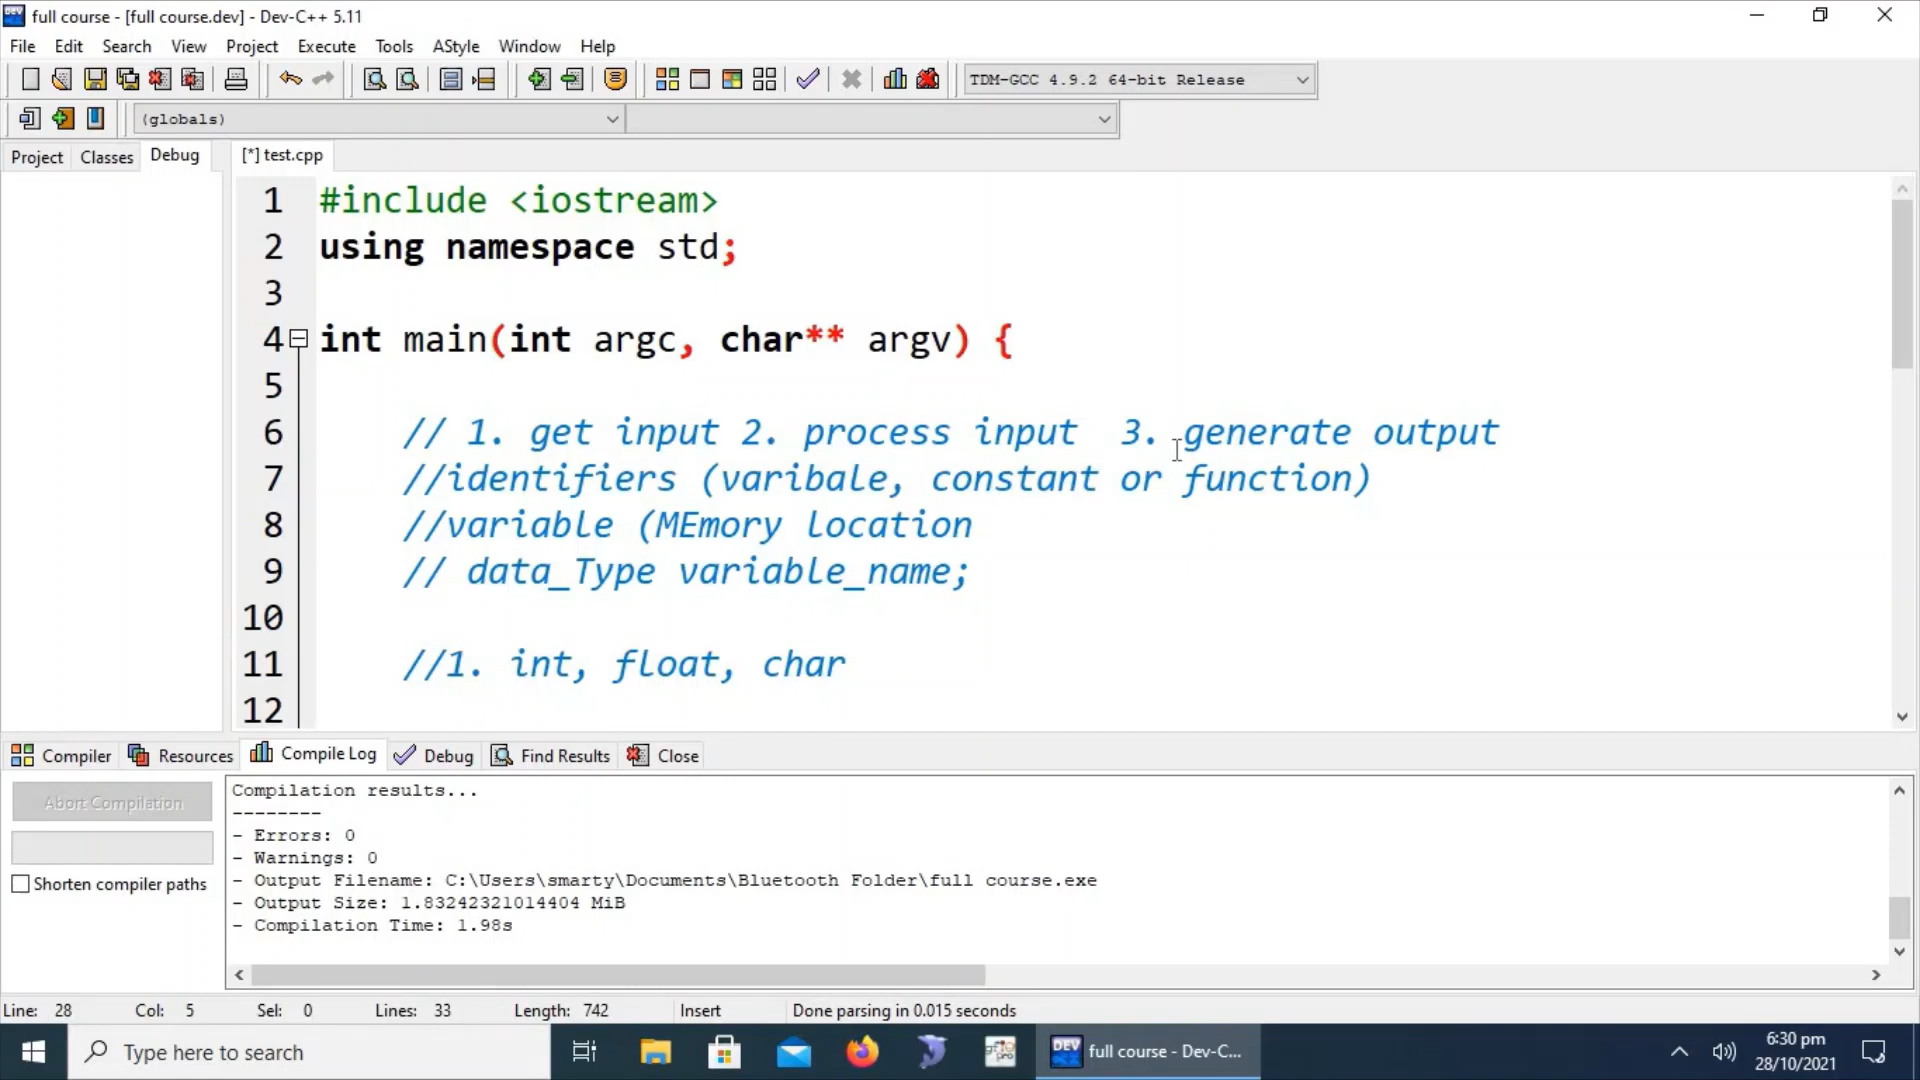 full course - [full course.dev] - Dev-C++ 5.11
File Edit Search View Project Execute Tools AStyle Window Help
TDM-GCC 4.9.2 64-bit Release
(globals)
Project Classes Debug [*] test.cpp
1 #include <iostream>
2 using namespace std;
3
4 int main(int argc, char** argv) {
5
6 // 1. get input 2. process input 3. generate output
7 //identifiers (varibale, constant or function)
8 //variable (MEmory location
9 // data_Type variable_name;
10
11 //1. int, float, char
12
Compiler Resources Compile Log Debug Find Results Close
Abort Compilation
Shorten compiler paths
Compilation results...
--------
- Errors: 0
- Warnings: 0
- Output Filename: C:\Users\smarty\Documents\Bluetooth Folder\full course.exe
- Output Size: 1.83242321014404 MiB
- Compilation Time: 1.98s
Line: 28 Col: 5 Sel: 0 Lines: 33 Length: 742 Insert Done parsing in 0.015 seconds
Type here to search
DEV full course - Dev-C...
6:30 pm
28/10/2021